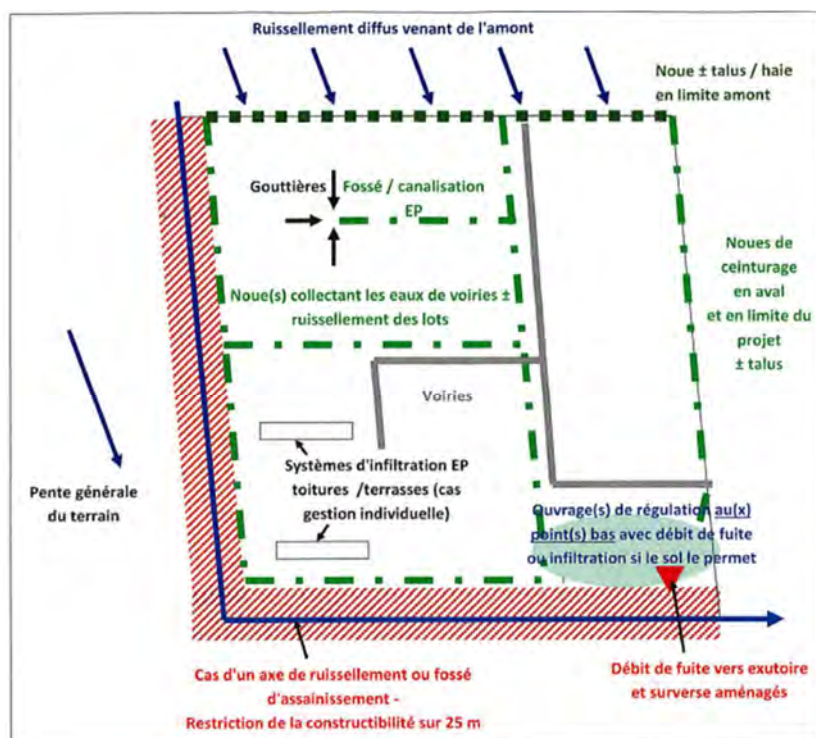 Ruissellement diffus venant de l'amont
Noue ± talus / haie
en limite amont
Gouttières
Fossé / canalisation
EP
Noues de
ceinturage
en aval
et en limite du
projet
± talus
Noue(s) collectant les eaux de voiries ±
ruissellement des lots
Voiries
Pente générale
du terrain
Systèmes d'infiltration EP
toitures /terrasses (cas
gestion individuelle)
Ouvrage(s) de régulation au(x)
point(s) bas avec débit de fuite
ou infiltration si le sol le permet
Cas d'un axe de ruissellement ou fossé
d'assainissement -
Restriction de la constructibilité sur 25 m
Débit de fuite vers exutoire
et surverse aménagés